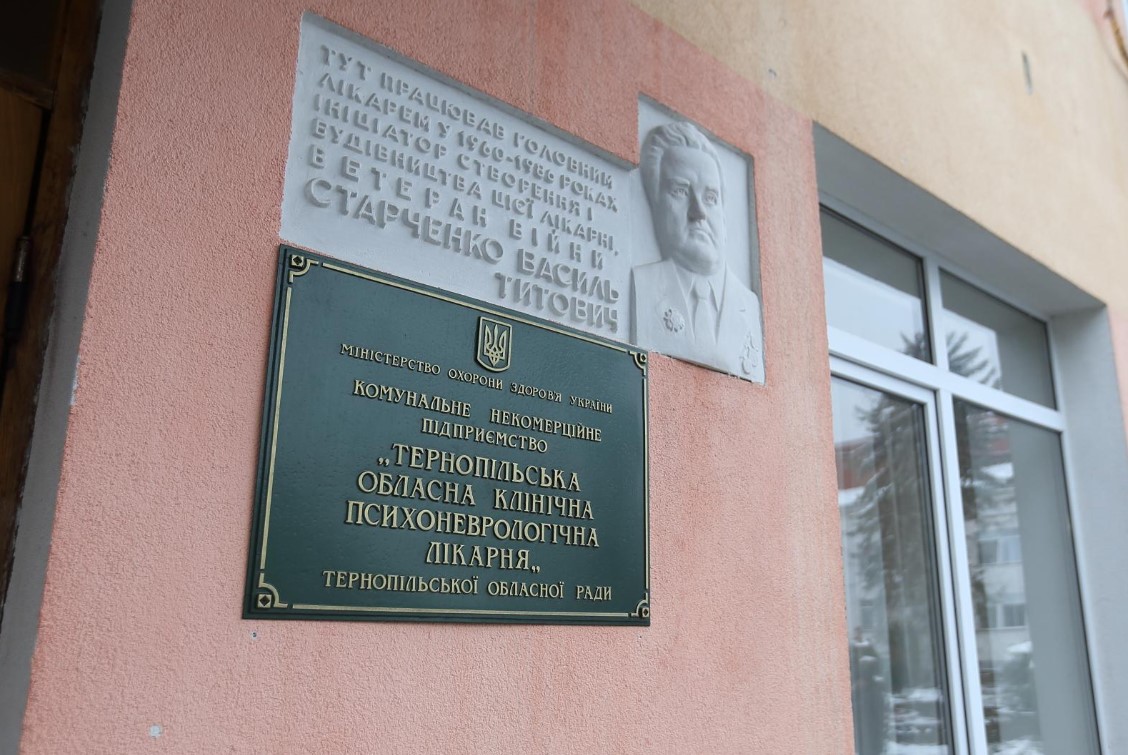 ТУТ ПРАЦЮВАВ ГОЛОВНИМ
ЛІКАРЕМ У 1960-1986 РОКАХ
ІНІЦІАТОР СТВОРЕННЯ І
БУДІВНИЦТВА ЦІЄЇ ЛІКАРНІ,
ВЕТЕРАН ВІЙНИ
СТАРЧЕНКО ВАСИЛЬ
ТИТОВИЧ
МІНІСТЕРСТВО ОХОРОНИ ЗДОРОВ'Я УКРАЇНИ
КОМУНАЛЬНЕ НЕКОМЕРЦІЙНЕ
ПІДПРИЄМСТВО
„ТЕРНОПІЛЬСЬКА
ОБЛАСНА КЛІНІЧНА
ПСИХОНЕВРОЛОГІЧНА
ЛІКАРНЯ„
ТЕРНОПІЛЬСЬКОЇ ОБЛАСНОЇ РАДИ